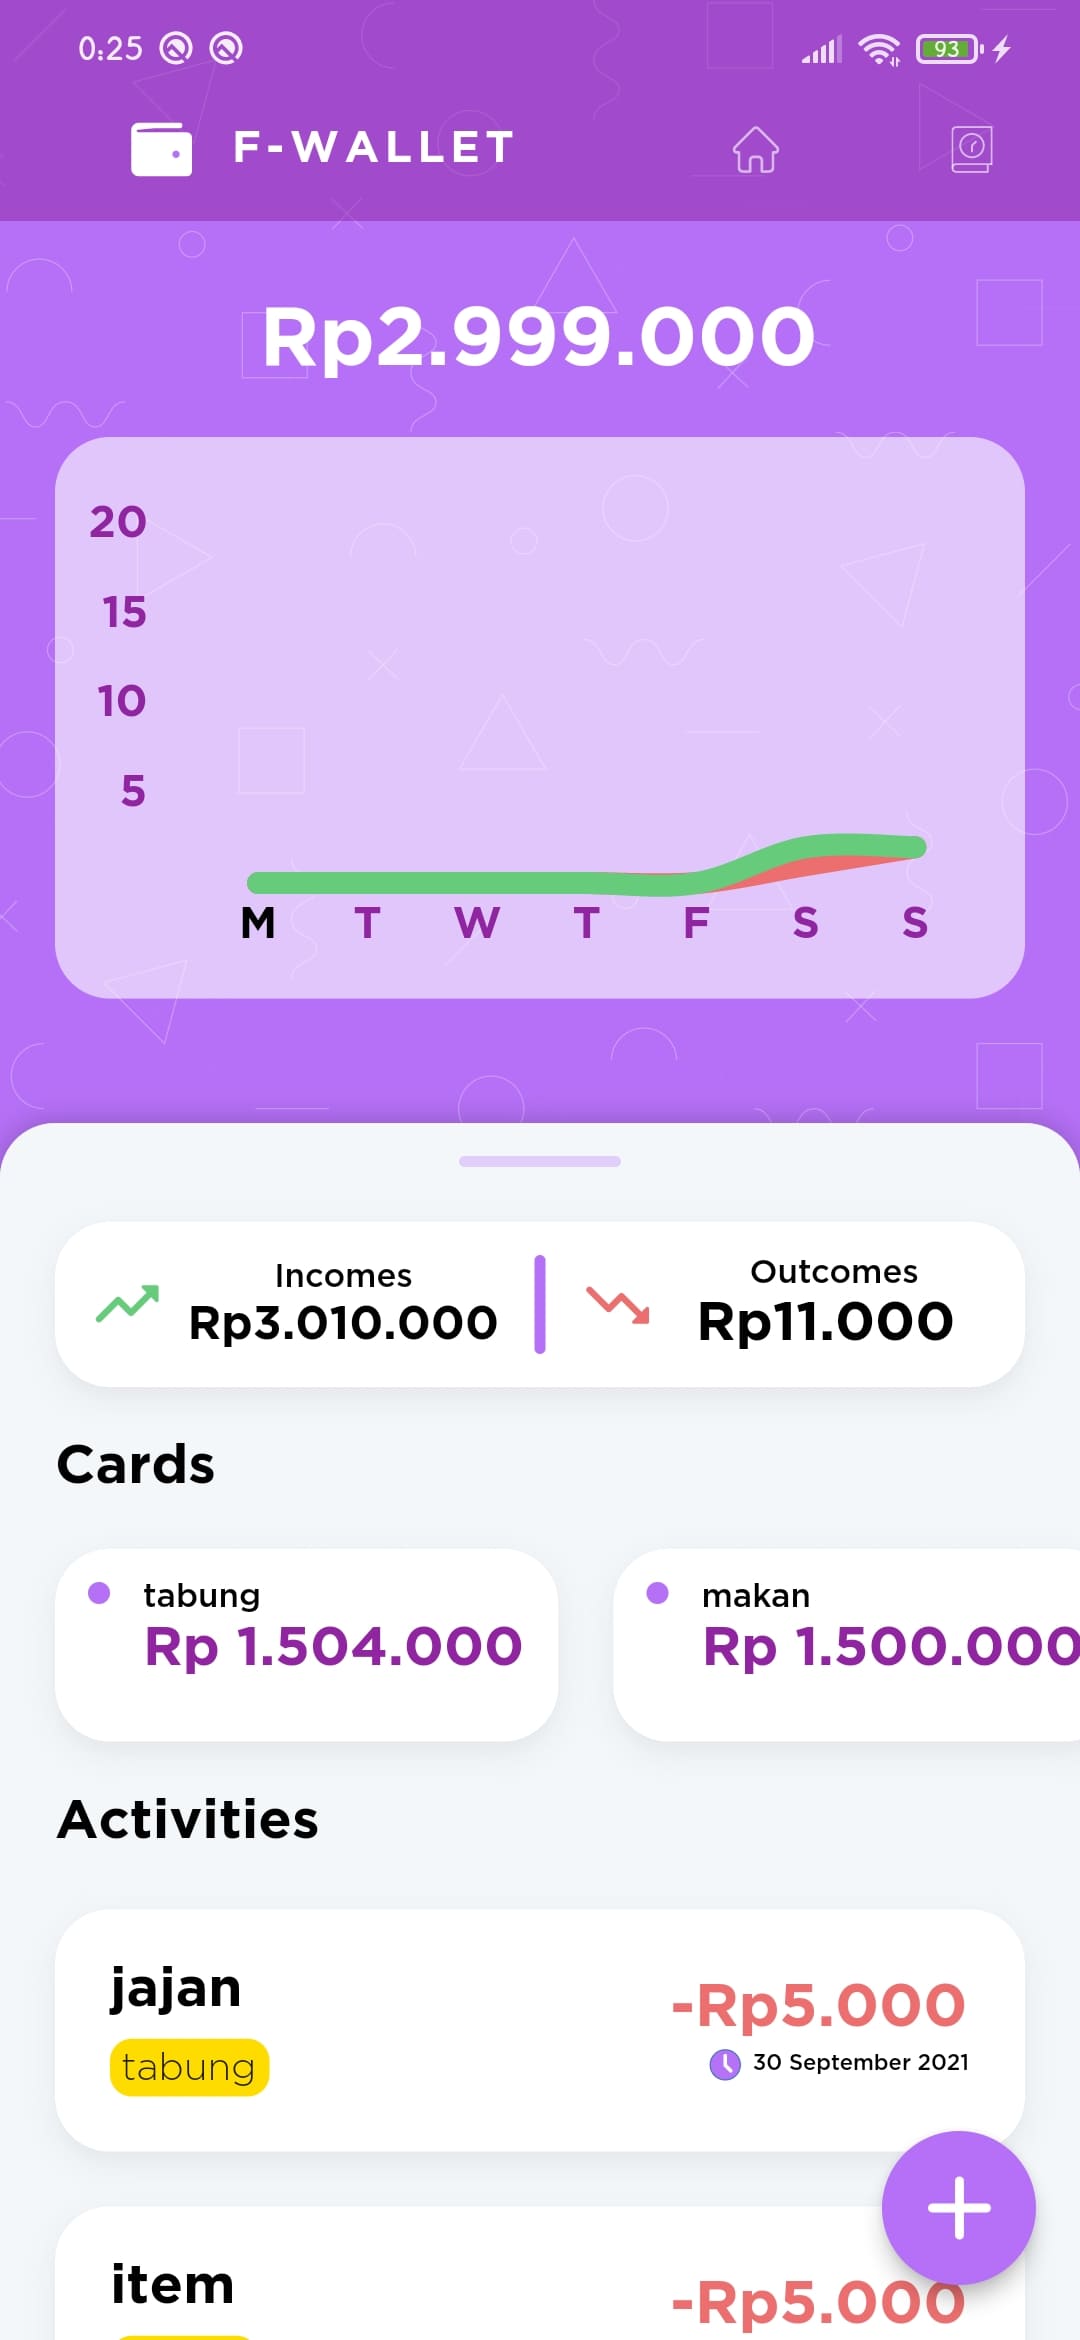 0:25
93
F-WALLET
Rp2.999.000
20
15
10
5
M T W T F S S
Incomes
Rp3.010.000
Outcomes
Rp11.000
Cards
tabung
Rp 1.504.000
makan
Rp 1.500.000
Activities
jajan
-Rp5.000
tabung
30 September 2021
item
-Rp5.000